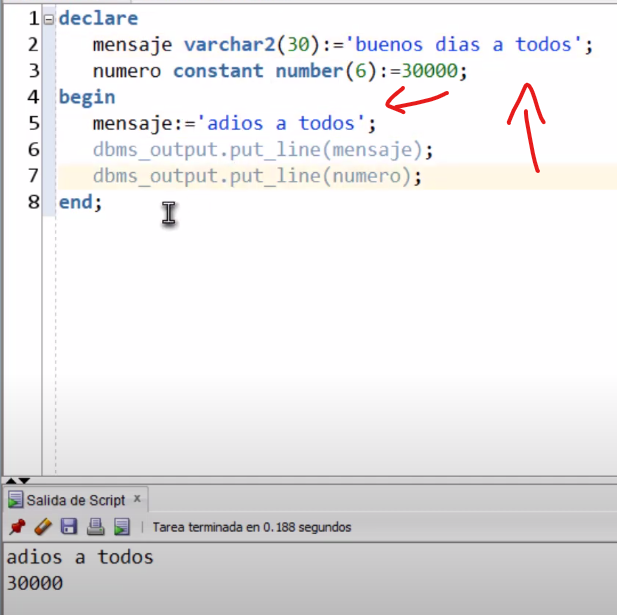 1 declare
2 mensaje varchar2(30):='buenos dias a todos';
3 numero constant number(6):=30000;
4 begin
5 mensaje:='adios a todos';
6 dbms_output.put_line(mensaje);
7 dbms_output.put_line(numero);
8 end;
Salida de Script x
Tarea terminada en 0.188 segundos
adios a todos
30000